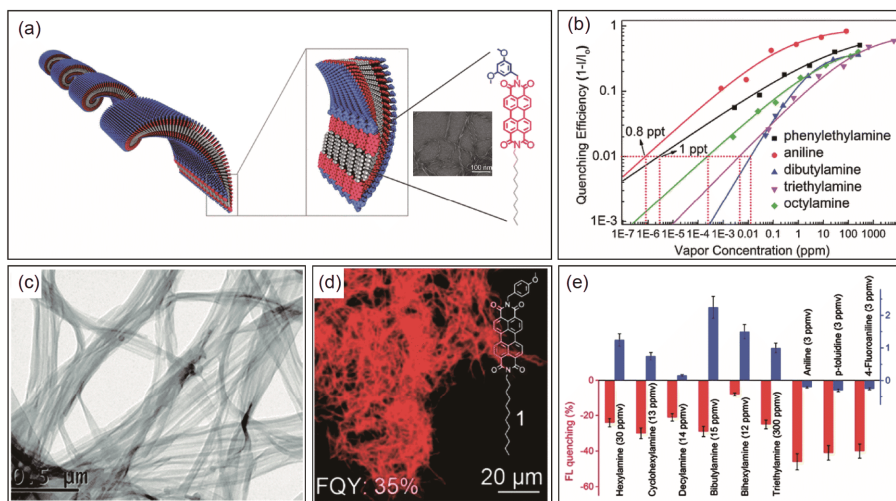 (a)
O
O
O
N
O
O
N
O
100 nm
(b)
Quenching Efficiency (1-I/I₀)
1
0.1
0.01
1E-3
0.8 ppt
1 ppt
phenylethylamine
aniline
dibutylamine
triethylamine
octylamine
1E-7 1E-6 1E-5 1E-4 1E-3 0.01 0.1 1 10 100 1000
Vapor Concentration (ppm)
(c)
0.5 μm
(d)
O
O
N
O
O
N
O
1
FQY: 35%
20 μm
(e)
FL quenching (%)
0
-20
-40
-60
Hexylamine (30 ppmv)
Cyclohexylamine (13 ppmv)
Decylamine (14 ppmv)
Bibutylamine (15 ppmv)
Bihexylamine (12 ppmv)
Triethylamine (300 ppmv)
Aniline (3 ppmv)
p-toluidine (3 ppmv)
4-Fluoroaniline (3 ppmv)
2
1
0